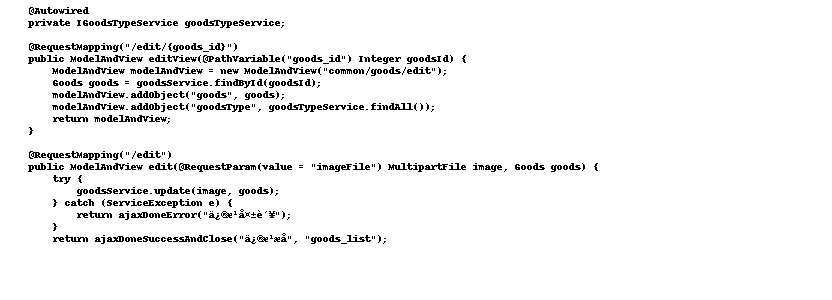 @Autowired
private IGoodsTypeService goodsTypeService;
@RequestMapping("/edit/{goods_id}")
public ModelAndView editView(@PathVariable("goods_id") Integer goodsId) {
ModelAndView modelAndView = new ModelAndView("common/goods/edit");
Goods goods = goodsService.findById(goodsId);
modelAndView.addObject("goods", goods);
modelAndView.addObject("goodsType", goodsTypeService.findAll());
return modelAndView;
}
@RequestMapping("/edit")
public ModelAndView edit(@RequestParam(value = "imageFile") MultipartFile image, Goods goods) {
try {
goodsService.update(image, goods);
} catch (ServiceException e) {
return ajaxDoneError("ä¿®æ¹å¤±è´¥");
}
return ajaxDoneSuccessAndClose("ä¿®æ¹æå", "goods_list");